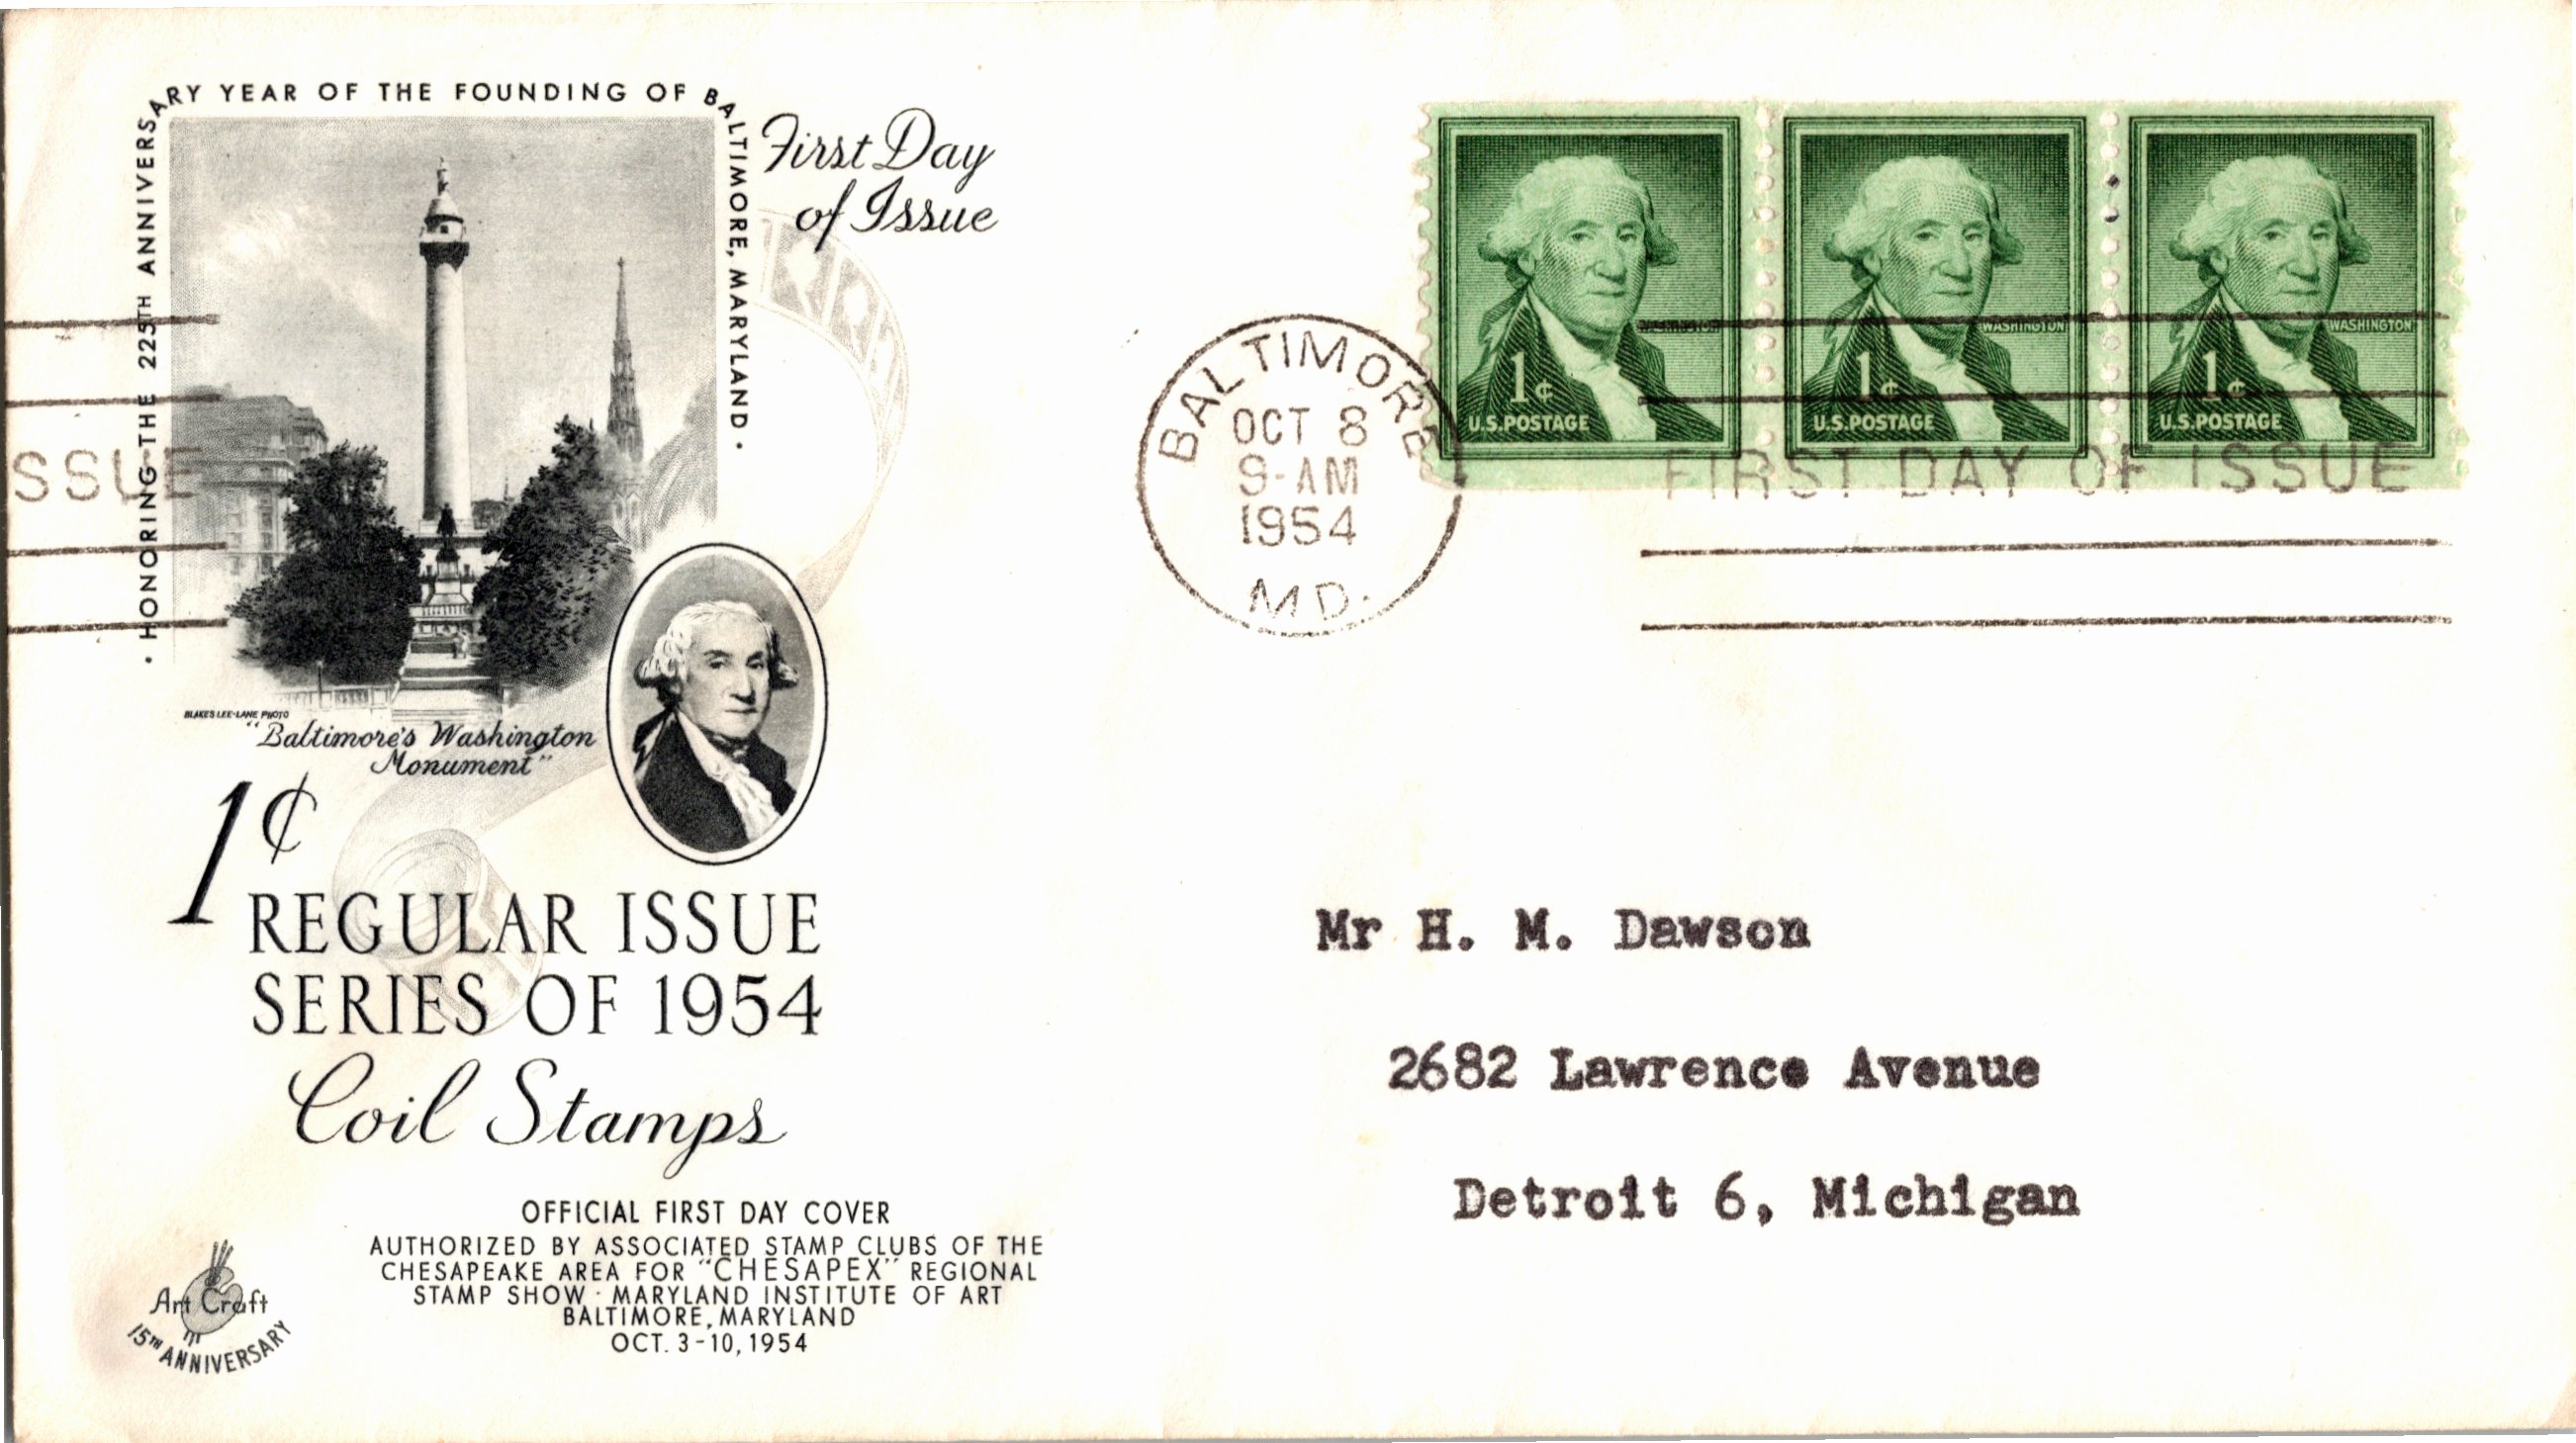 · HONORING THE 225TH ANNIVERSARY YEAR OF THE FOUNDING OF BALTIMORE, MARYLAND ·
First Day
of Issue
SSUE
BLAKESLEE-LANE PHOTO
"Baltimore's Washington
Monument"
1¢
REGULAR ISSUE
SERIES OF 1954
Coil Stamps
OFFICIAL FIRST DAY COVER
AUTHORIZED BY ASSOCIATED STAMP CLUBS OF THE
CHESAPEAKE AREA FOR "CHESAPEX" REGIONAL
STAMP SHOW · MARYLAND INSTITUTE OF ART
BALTIMORE, MARYLAND
OCT. 3-10, 1954
Art Craft
15TH ANNIVERSARY
BALTIMORE
OCT 8
9-AM
1954
MD.
WASHINGTON
1¢
U.S.POSTAGE
WASHINGTON
1¢
U.S.POSTAGE
WASHINGTON
1¢
U.S.POSTAGE
FIRST DAY OF ISSUE
Mr H. M. Dawson
2682 Lawrence Avenue
Detroit 6, Michigan